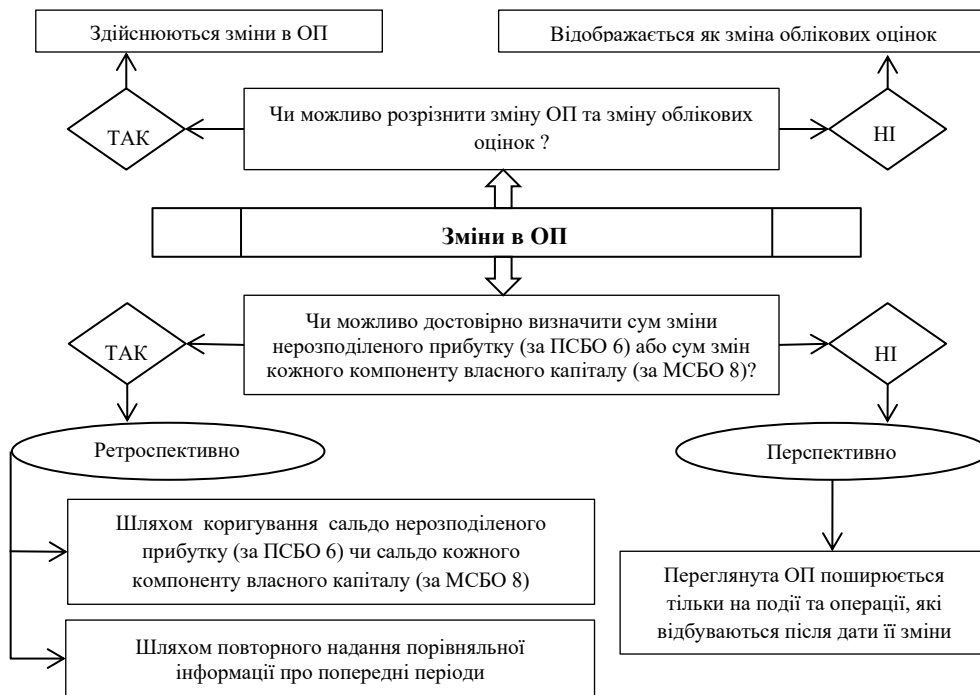 Здійснюються зміни в ОП
Відображається як зміна облікових оцінок
Чи можливо розрізнити зміну ОП та зміну облікових
оцінок ?
ТАК
НІ
Зміни в ОП
Чи можливо достовірно визначити сум зміни
нерозподіленого прибутку (за ПСБО 6) або сум змін
кожного компоненту власного капіталу (за МСБО 8)?
ТАК
НІ
Ретроспективно
Перспективно
Шляхом коригування сальдо нерозподіленого
прибутку (за ПСБО 6) чи сальдо кожного
компоненту власного капіталу (за МСБО 8)
Переглянута ОП поширюється
тільки на події та операції, які
відбуваються після дати її зміни
Шляхом повторного надання порівняльної
інформації про попередні періоди